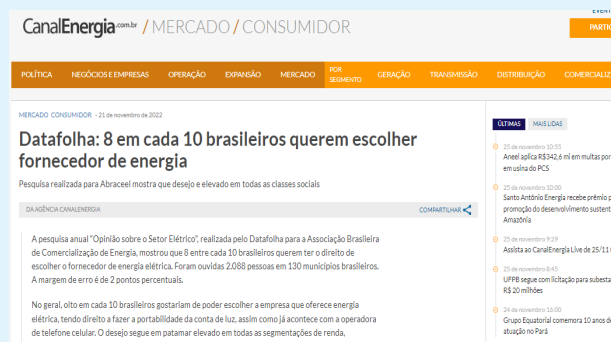 EVENT
CanalEnergia.com.br / MERCADO / CONSUMIDOR
PARTIC
POLÍTICA NEGÓCIOS E EMPRESAS OPERAÇÃO EXPANSÃO MERCADO POR SEGMENTO GERAÇÃO TRANSMISSÃO DISTRIBUIÇÃO COMERCIALIZ
MERCADO CONSUMIDOR - 21 de novembro de 2022
Datafolha: 8 em cada 10 brasileiros querem escolher
fornecedor de energia
Pesquisa realizada para Abraceel mostra que desejo e elevado em todas as classes sociais
DA AGÊNCIA CANALENERGIA
COMPARTILHAR
A pesquisa anual "Opinião sobre o Setor Elétrico", realizada pelo Datafolha para a Associação Brasileira
de Comercialização de Energia, mostrou que 8 entre cada 10 brasileiros querem ter o direito de
escolher o fornecedor de energia elétrica. Foram ouvidas 2.088 pessoas em 130 municípios brasileiros.
A margem de erro é de 2 pontos percentuais.
No geral, oito em cada 10 brasileiros gostariam de poder escolher a empresa que oferece energia
elétrica, tendo direito a fazer a portabilidade da conta de luz, assim como já acontece com a operadora
de telefone celular. O desejo segue em patamar elevado em todas as segmentações de renda,
ÚLTIMAS MAIS LIDAS
25 de novembro 10:55
Aneel aplica R$342,6 mi em multas por
em usina do PCS
25 de novembro 10:00
Santo Antônio Energia recebe prêmio p
promoção do desenvolvimento sustent
Amazônia
25 de novembro 9:29
Assista ao CanalEnergia Live de 25/11
25 de novembro 8:45
UFPB segue com licitação para subesta
R$ 20 milhões
24 de novembro 16:00
Grupo Equatorial comemora 10 anos de
atuação no Pará